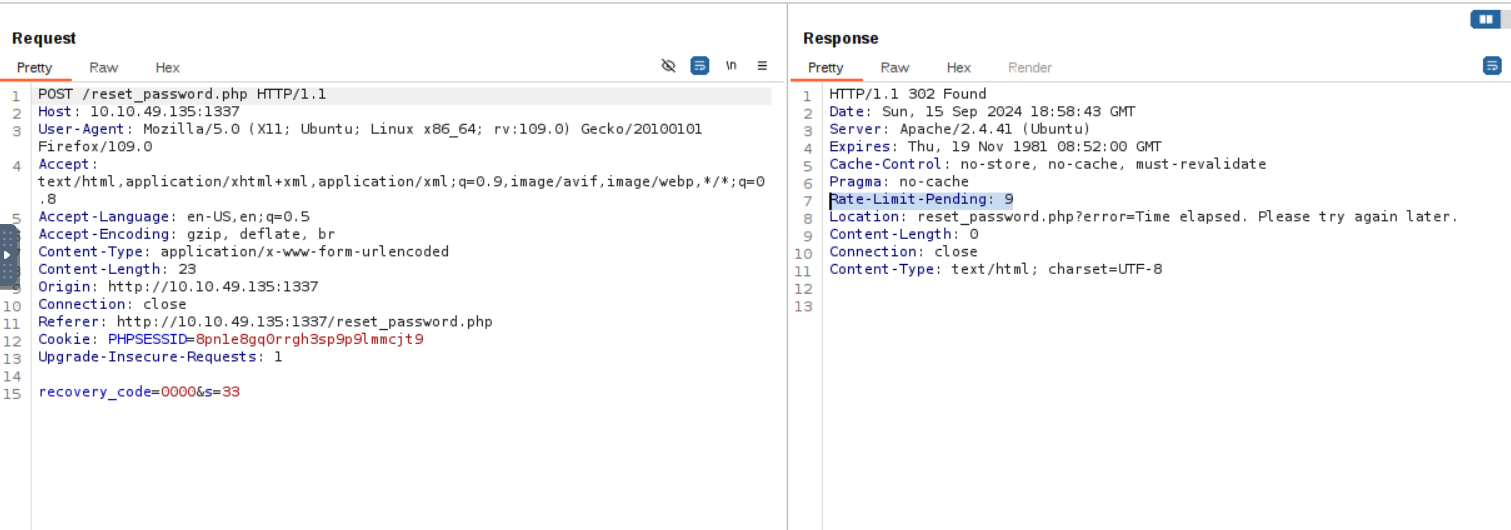 Request
Pretty Raw Hex \n
1 POST /reset_password.php HTTP/1.1
2 Host: 10.10.49.135:1337
3 User-Agent: Mozilla/5.0 (X11; Ubuntu; Linux x86_64; rv:109.0) Gecko/20100101
Firefox/109.0
4 Accept:
text/html,application/xhtml+xml,application/xml;q=0.9,image/avif,image/webp,*/*;q=0
.8
5 Accept-Language: en-US,en;q=0.5
Accept-Encoding: gzip, deflate, br
Content-Type: application/x-www-form-urlencoded
Content-Length: 23
9 Origin: http://10.10.49.135:1337
10 Connection: close
11 Referer: http://10.10.49.135:1337/reset_password.php
12 Cookie: PHPSESSID=8pnle8gq0rrgh3sp9p9lmmcjt9
13 Upgrade-Insecure-Requests: 1
14
15 recovery_code=0000&s=33
Response
Pretty Raw Hex Render
1 HTTP/1.1 302 Found
2 Date: Sun, 15 Sep 2024 18:58:43 GMT
3 Server: Apache/2.4.41 (Ubuntu)
4 Expires: Thu, 19 Nov 1981 08:52:00 GMT
5 Cache-Control: no-store, no-cache, must-revalidate
6 Pragma: no-cache
7 Rate-Limit-Pending: 9
8 Location: reset_password.php?error=Time elapsed. Please try again later.
9 Content-Length: 0
10 Connection: close
11 Content-Type: text/html; charset=UTF-8
12
13